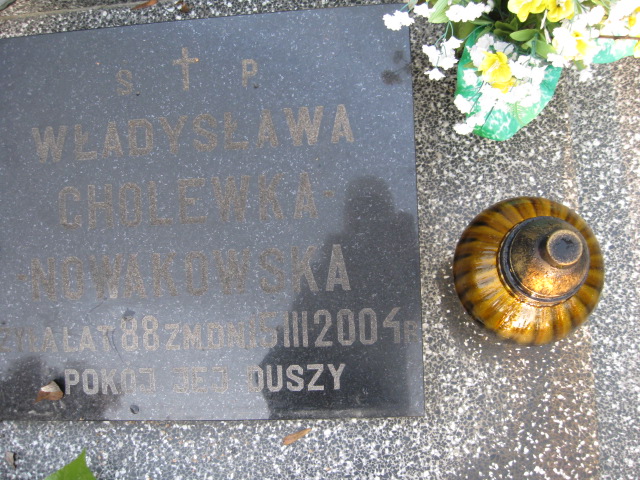 S † P
WŁADYSŁAWA
CHOLEWKA-
-NOWAKOWSKA
ŻYŁA LAT 88 ZM DN. 15 III 2004 R
POKÓJ JEJ DUSZY